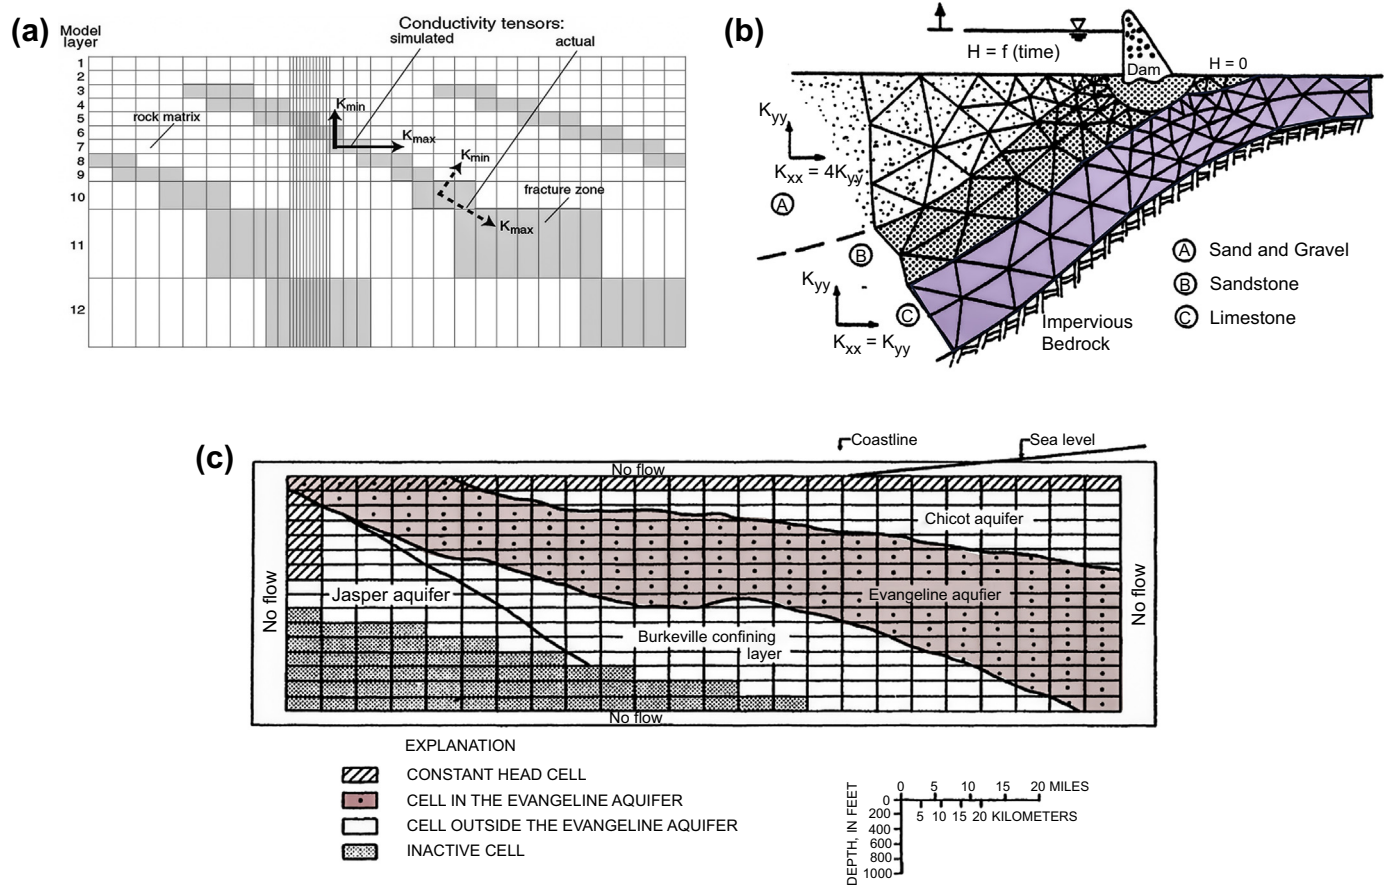 (a)
Model
layer
Conductivity tensors:
simulated
actual
1
2
3
4
5
6
7
8
9
10
11
12
rock matrix
Kmin
Kmax
Kmin
Kmax
fracture zone
(b)
H = f (time)
Dam
H = 0
Kyy
Kxx = 4Kyy
A
B
Kyy
C
Kxx = Kyy
Impervious
Bedrock
A Sand and Gravel
B Sandstone
C Limestone
(c)
Coastline
Sea level
No flow
Chicot aquifer
No flow
Jasper aquifer
Evangeline aqufier
No flow
Burkeville confining
layer
No flow
EXPLANATION
CONSTANT HEAD CELL
CELL IN THE EVANGELINE AQUIFER
CELL OUTSIDE THE EVANGELINE AQUIFER
INACTIVE CELL
0 5 10 15 20 MILES
5 10 15 20 KILOMETERS
DEPTH, IN FEET
0
200
400
600
800
1000